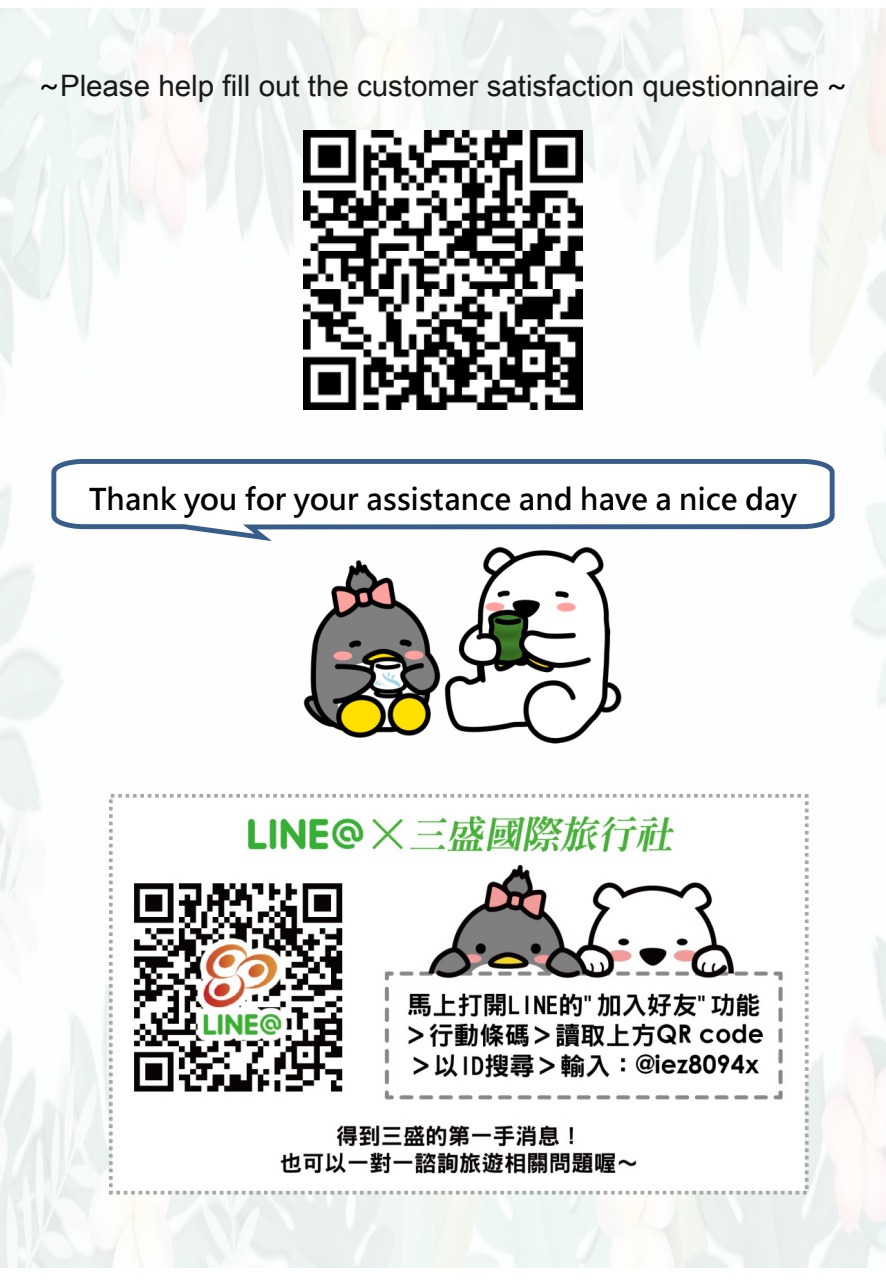 ~Please help fill out the customer satisfaction questionnaire ~
Thank you for your assistance and have a nice day
LINE@×三盛國際旅行社
LINE@
馬上打開LINE的"加入好友"功能
>行動條碼>讀取上方QR code
>以ID搜尋>輸入：@iez8094x
得到三盛的第一手消息！
也可以一對一諮詢旅遊相關問題喔～